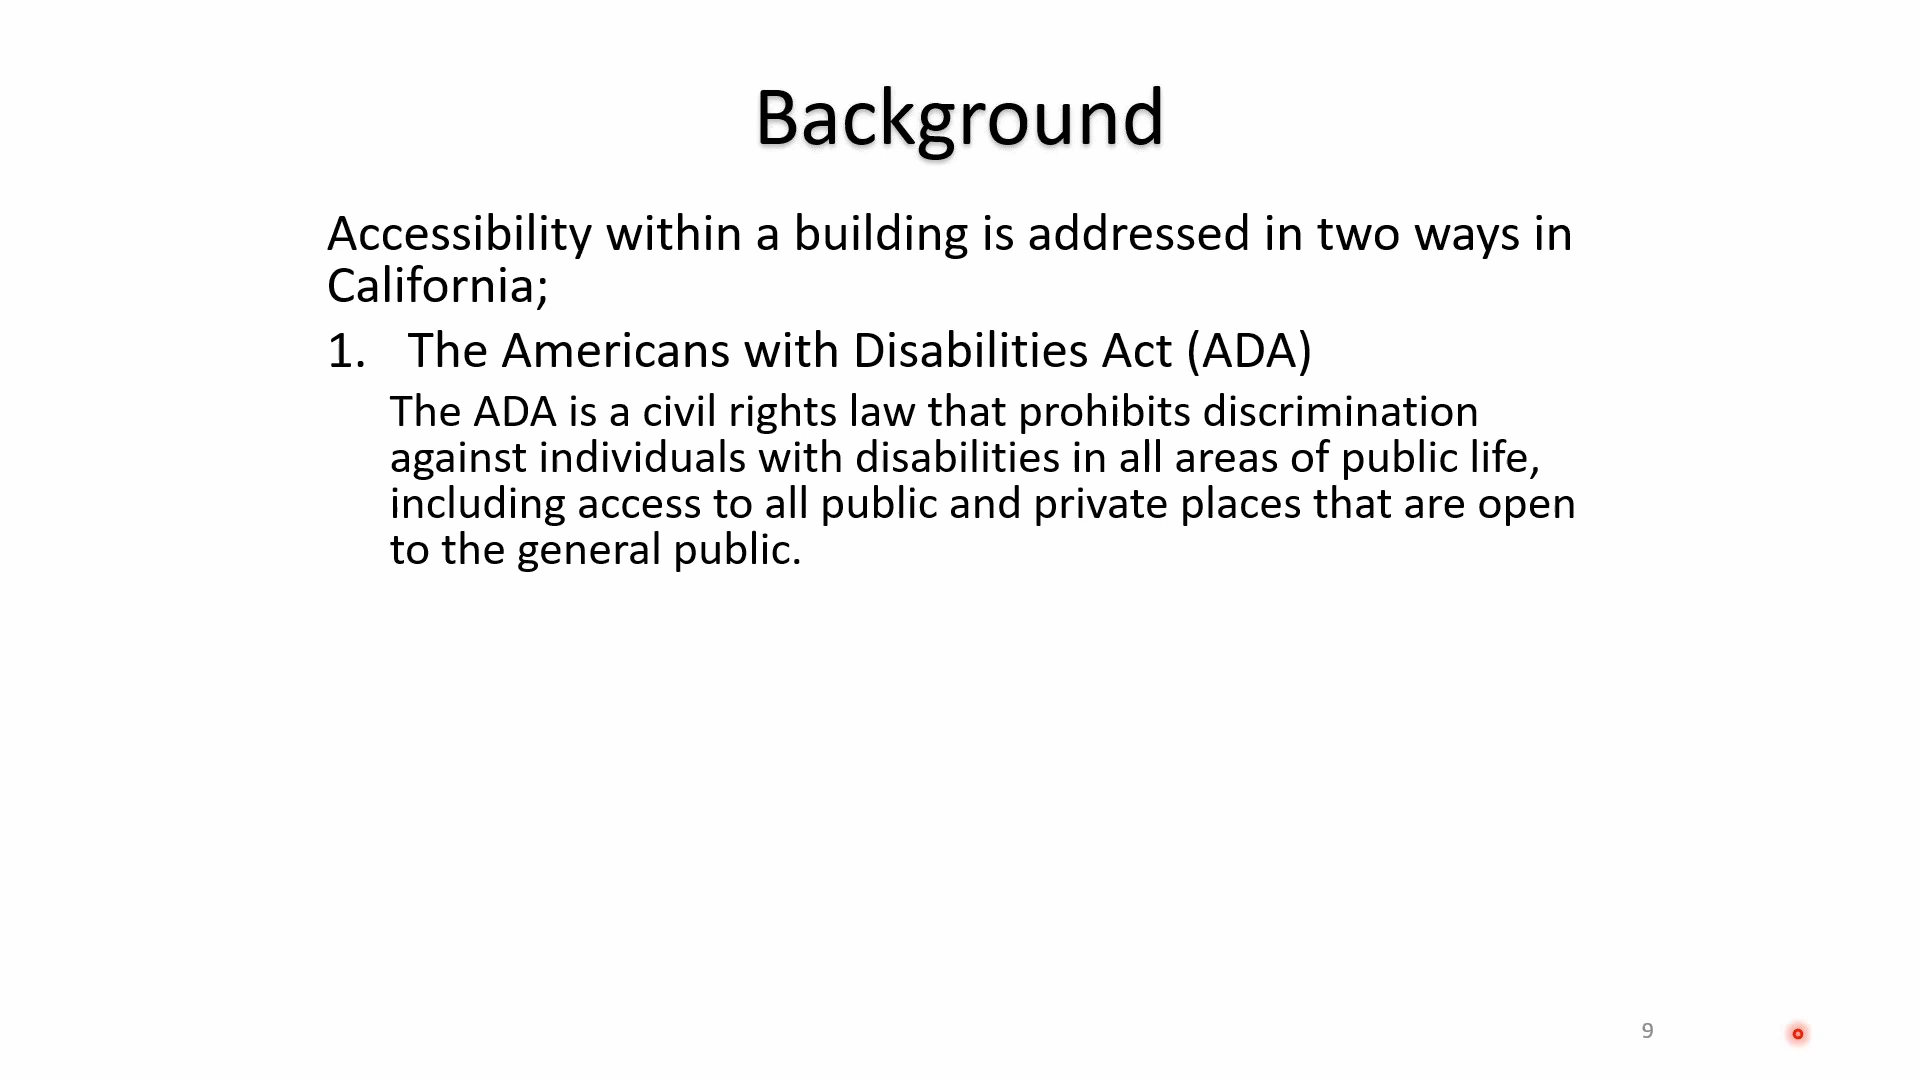 Background
Accessibility within a building is addressed in two ways in
California;
1. The Americans with Disabilities Act (ADA)
The ADA is a civil rights law that prohibits discrimination
against individuals with disabilities in all areas of public life,
including access to all public and private places that are open
to the general public.
9